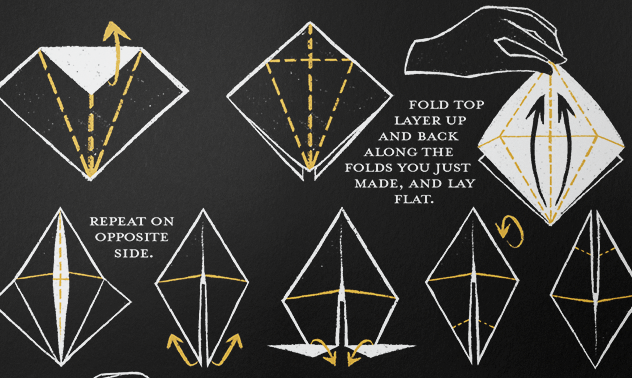 FOLD TOP
LAYER UP
AND BACK
ALONG THE
FOLDS YOU JUST
MADE, AND LAY
FLAT.
REPEAT ON
OPPOSITE
SIDE.